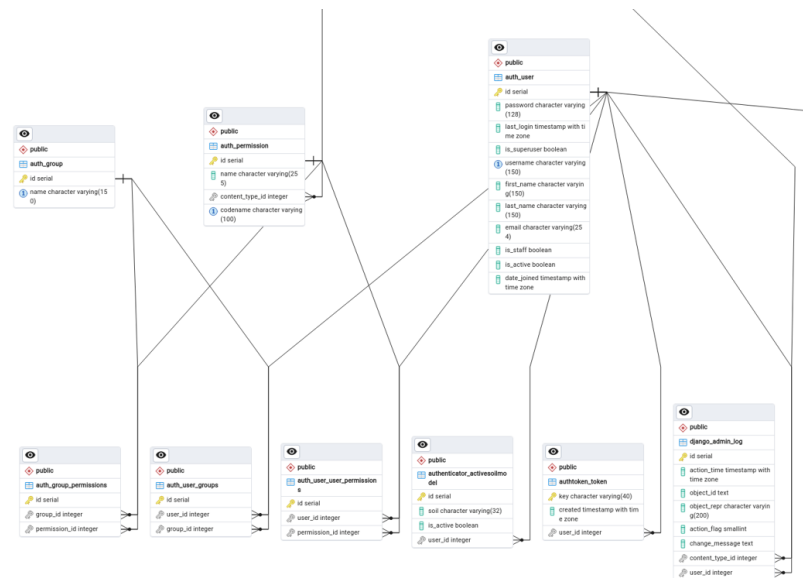 public
auth_user
id serial
password character varying
(128)
last_login timestamp with ti
me zone
is_superuser boolean
username character varying
(150)
first_name character varyin
g(150)
last_name character varying
(150)
email character varying(25
4)
is_staff boolean
is_active boolean
date_joined timestamp with
time zone
public
auth_permission
id serial
name character varying(25
5)
content_type_id integer
codename character varying
(100)
public
auth_group
id serial
name character varying(15
0)
public
auth_group_permissions
id serial
group_id integer
permission_id integer
public
auth_user_groups
id serial
user_id integer
group_id integer
public
auth_user_user_permission
s
id serial
user_id integer
permission_id integer
public
authenticator_activesoilmo
del
id serial
soil character varying(32)
is_active boolean
user_id integer
public
authtoken_token
key character varying(40)
created timestamp with tim
e zone
user_id integer
public
django_admin_log
id serial
action_time timestamp with
time zone
object_id text
object_repr character varyin
g(200)
action_flag smallint
change_message text
content_type_id integer
user_id integer